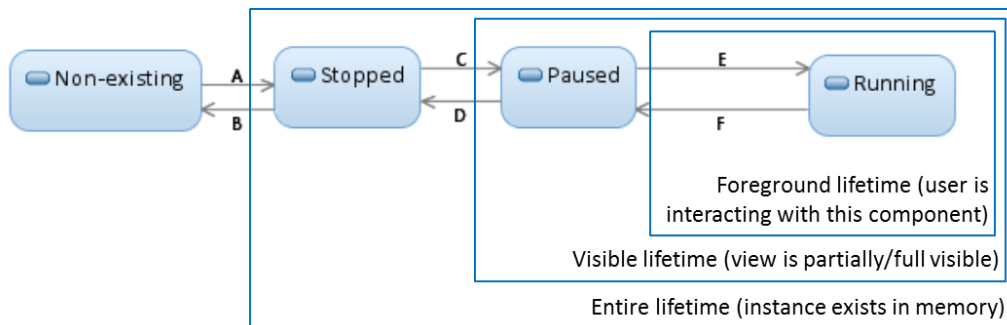 Non-existing
A
B
Stopped
C
D
Paused
E
F
Running
Foreground lifetime (user is
interacting with this component)
Visible lifetime (view is partially/full visible)
Entire lifetime (instance exists in memory)